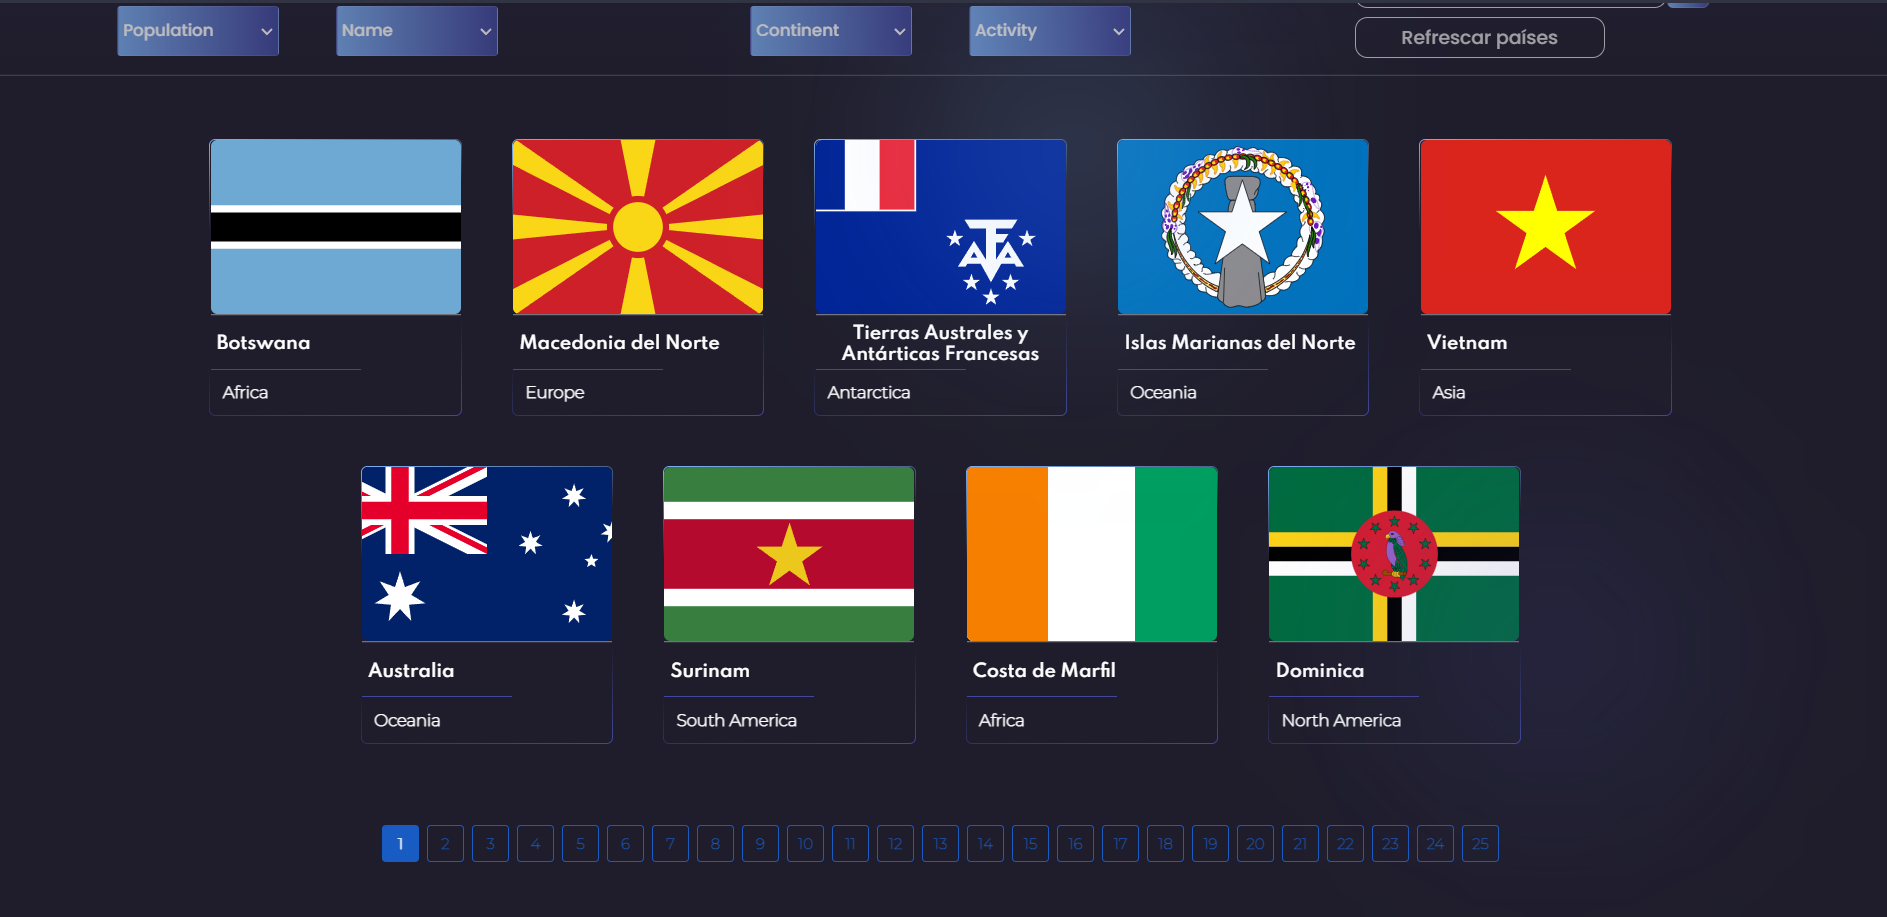 Population
Name
Continent
Activity
Refrescar países
Botswana
Africa
Macedonia del Norte
Europe
Tierras Australes y
Antárticas Francesas
Antarctica
Islas Marianas del Norte
Oceania
Vietnam
Asia
Australia
Oceania
Surinam
South America
Costa de Marfil
Africa
Dominica
North America
1 2 3 4 5 6 7 8 9 10 11 12 13 14 15 16 17 18 19 20 21 22 23 24 25